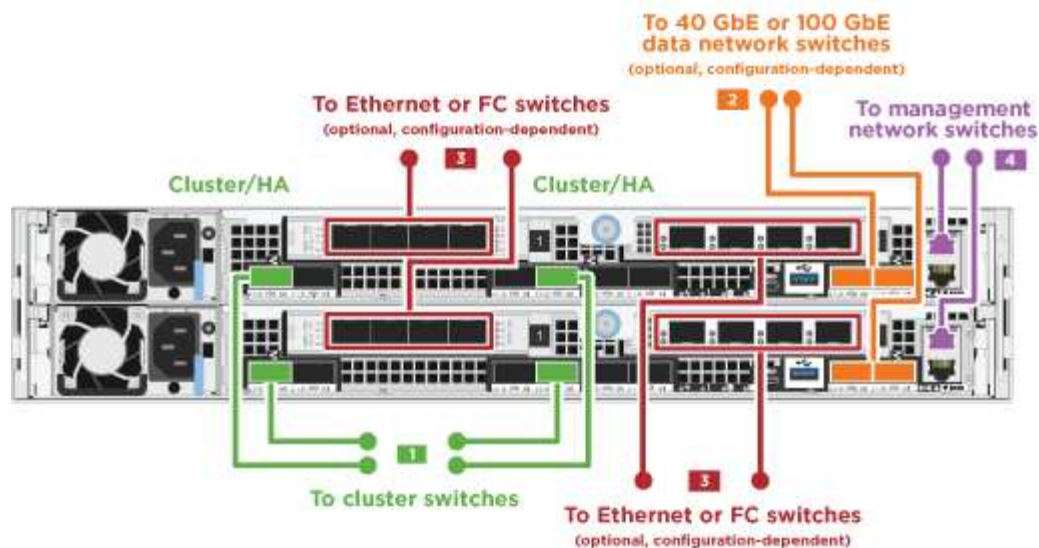 To 40 GbE or 100 GbE
data network switches
(optional, configuration-dependent)
2
To Ethernet or FC switches
(optional, configuration-dependent)
3
To management
network switches
4
Cluster/HA
Cluster/HA
1
1
1
To cluster switches
3
To Ethernet or FC switches
(optional, configuration-dependent)